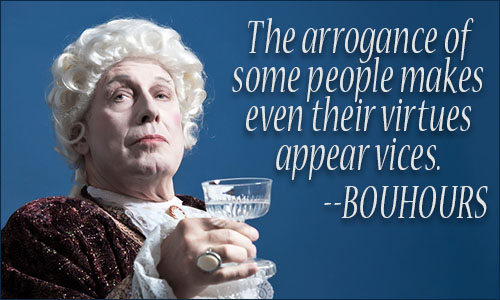 The arrogance of
some people makes
even their virtues
appear vices.
--BOUHOURS